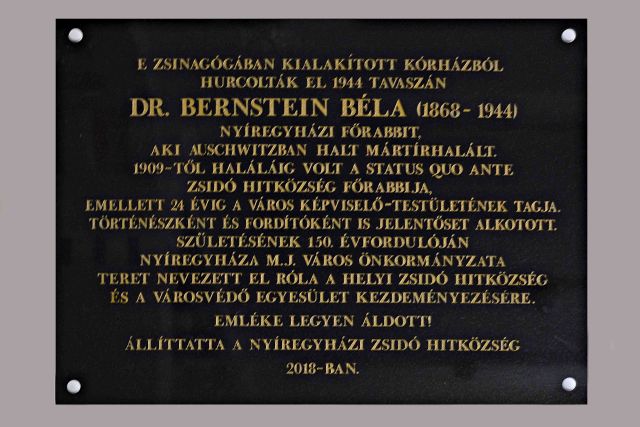 E ZSINAGÓGÁBAN KIALAKÍTOTT KÓRHÁZBÓL
HURCOLTÁK EL 1944 TAVASZÁN
DR. BERNSTEIN BÉLA (1868-1944)
NYÍREGYHÁZI FŐRABBIT,
AKI AUSCHWITZBAN HALT MÁRTÍRHALÁLT.
1909-TŐL HALÁLÁIG VOLT A STATUS QUO ANTE
ZSIDÓ HITKÖZSÉG FŐRABBIJA,
EMELLETT 24 ÉVIG A VÁROS KÉPVISELŐ-TESTÜLETÉNEK TAGJA.
TÖRTÉNÉSZKÉNT ÉS FORDÍTÓKÉNT IS JELENTŐSET ALKOTOTT.
SZÜLETÉSÉNEK 150. ÉVFORDULÓJÁN
NYÍREGYHÁZA M.J. VÁROS ÖNKORMÁNYZATA
TERET NEVEZETT EL RÓLA A HELYI ZSIDÓ HITKÖZSÉG
ÉS A VÁROSVÉDŐ EGYESÜLET KEZDEMÉNYEZÉSÉRE.
EMLÉKE LEGYEN ÁLDOTT!
ÁLLÍTTATTA A NYÍREGYHÁZI ZSIDÓ HITKÖZSÉG
2018-BAN.